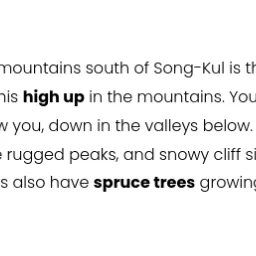 mountains south of Song-Kul is th
his high up in the mountains. You
w you, down in the valleys below.
e rugged peaks, and snowy cliff si
s also have spruce trees growing